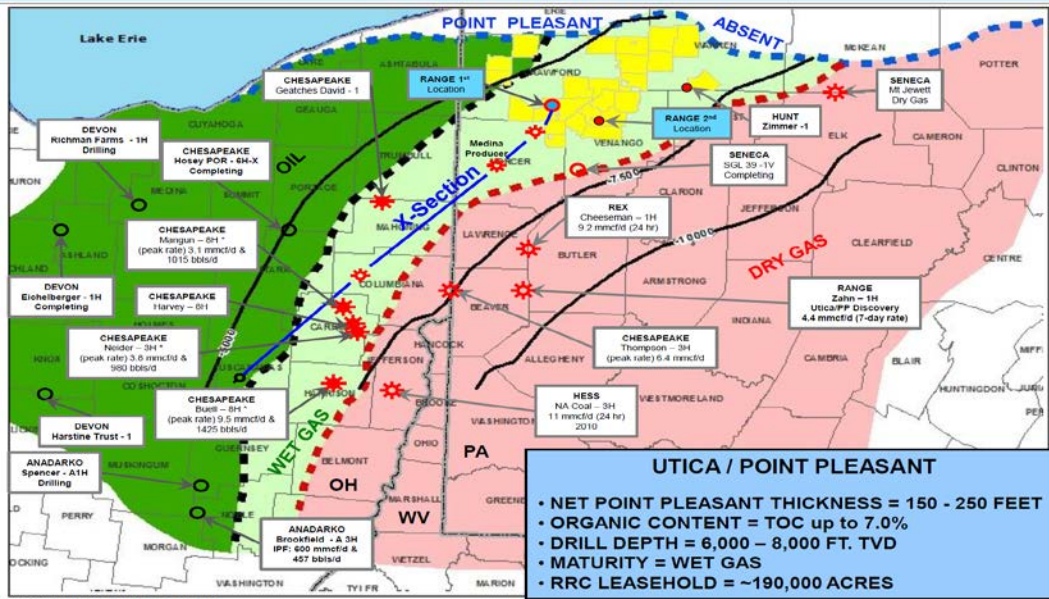 POINT PLEASANT
ABSENT
Lake Erie
ERIE
WARREN
MCKEAN
POTTER
LAKE
ASHTABULA
CRAWFORD
GEAUGA
CUYAHOGA
CHESAPEAKE
Geatches David - 1
RANGE 1st
Location
SENECA
Mt Jewett
Dry Gas
DEVON
Richman Farms - 1H
Drilling
CHESAPEAKE
Hosey POR - 6H-X
Completing
OIL
TRUMBULL
Medina
Producer
RANGE 2nd
Location
HUNT
Zimmer -1
ELK
CAMERON
CLINTON
HURON
MEDINA
SUMMIT
PORTAGE
MERCER
VENANGO
SENECA
SGL 39 -1V
Completing
-7,500
CLARION
JEFFERSON
X-Section
MAHONING
LAWRENCE
REX
Cheeseman – 1H
9.2 mmcf/d (24 hr)
CLEARFIELD
CENTRE
ASHLAND
CHESAPEAKE
Mangun – 8H *
(peak rate) 3.1 mmcf/d &
1015 bbls/d
BUTLER
-10000
DRY GAS
DEVON
Eichelberger - 1H
Completing
COLUMBIANA
BEAVER
ARMSTRONG
RANGE
Zahn – 1H
Utica/PP Discovery
4.4 mmcf/d (7-day rate)
CHESAPEAKE
Harvey – 6H
INDIANA
CHESAPEAKE
Neider – 3H *
(peak rate) 3.6 mmcf/d &
980 bbls/d
HANCOCK
JEFFERSON
CHESAPEAKE
Thompson – 3H
(peak rate) 6.4 mmcf/d
ALLEGHENY
CAMBRIA
BLAIR
HUNTINGDON
KNOX
COSHOCTON
CHESAPEAKE
Buell – 8H *
(peak rate) 9.5 mmcf/d &
1425 bbls/d
HARRISON
BROOKE
HESS
NA Coal – 3H
11 mmcf/d (24 hr)
2010
WESTMORELAND
WASHINGTON
DEVON
Harstine Trust - 1
WET GAS
GUERNSEY
OHIO
PA
ANADARKO
Spencer - A1H
Drilling
MUSKINGUM
BELMONT
OH
MARSHALL
WV
PERRY
NOBLE
MORGAN
ANADARKO
Brookfield - A 3H
IPF: 600 mmcf/d &
457 bbls/d
WETZEL
WASHINGTON
MARION
UTICA / POINT PLEASANT
• NET POINT PLEASANT THICKNESS = 150 - 250 FEET
• ORGANIC CONTENT = TOC up to 7.0%
• DRILL DEPTH = 6,000 – 8,000 FT. TVD
• MATURITY = WET GAS
• RRC LEASEHOLD = ~190,000 ACRES